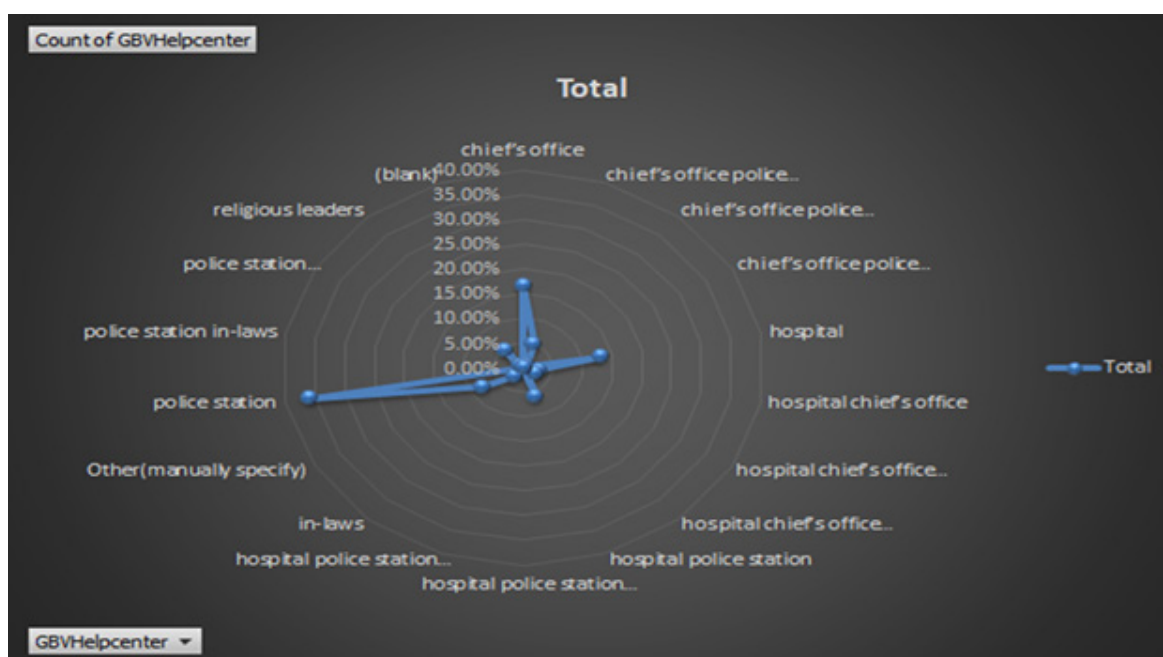 Count of GBVHelpcenter
Total
chief's office
(blank)
40.00%
chief's office police...
35.00%
religious leaders
30.00%
chief's office police...
25.00%
police station...
20.00%
chief's office police...
15.00%
police station in-laws
10.00%
hospital
5.00%
0.00%
Total
police station
hospital chief's office
Other(manually specify)
hospital chief's office...
in-laws
hospital chief's office...
hospital police station...
hospital police station
hospital police station...
GBVHelpcenter